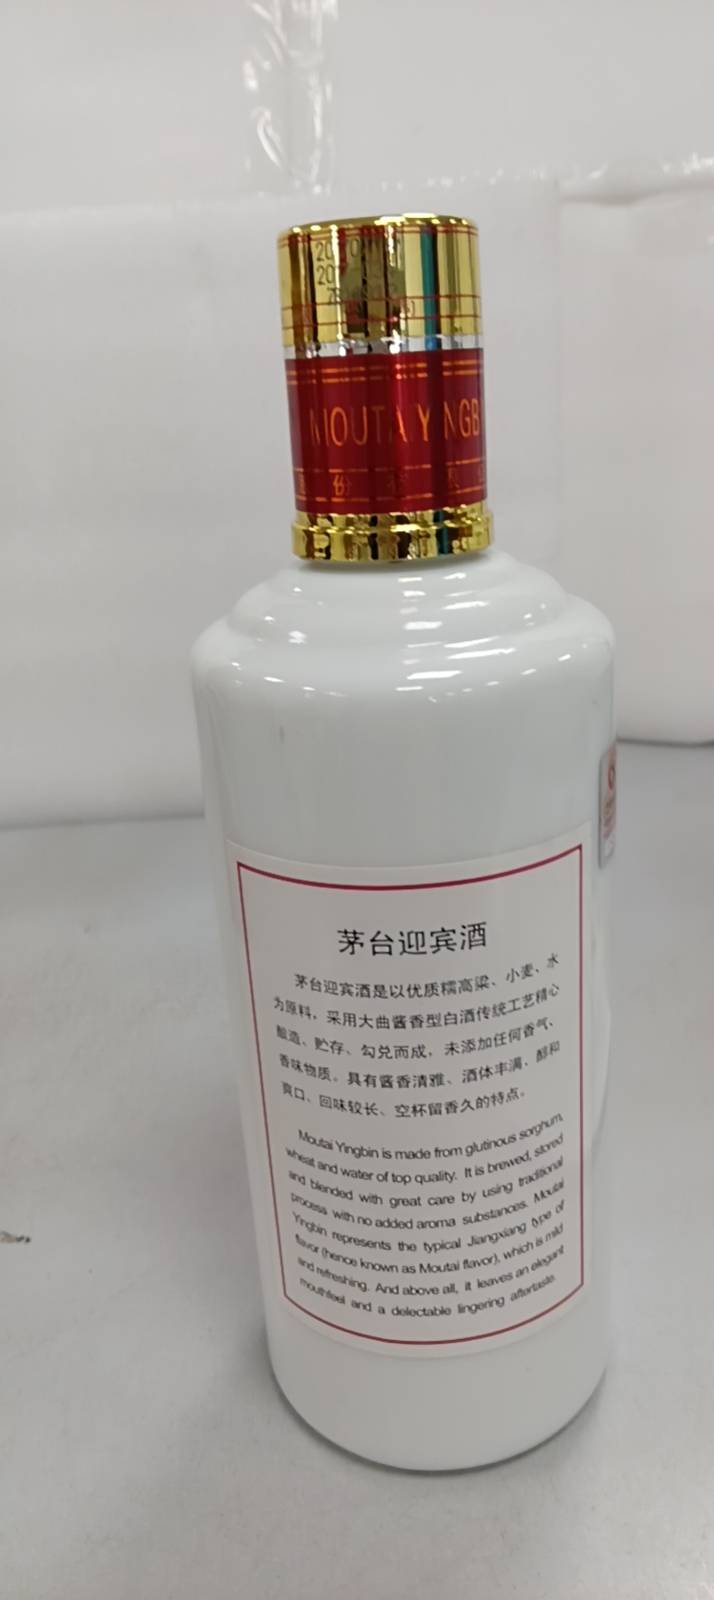 MOUTAI YINGB
份 有 限
茅台迎宾酒
茅台迎宾酒是以优质糯高粱、小麦、水
为原料，采用大曲酱香型白酒传统工艺精心
酿造、贮存、勾兑而成，未添加任何香气、
香味物质。具有酱香清雅、酒体丰满、醇和
爽口、回味较长、空杯留香久的特点。
Moutai Yingbin is made from glutinous sorghum,
wheat and water of top quality. It is brewed, stored
and blended with great care by using traditional
process with no added aroma substances. Moutai
Yingbin represents the typical Jiangxiang type of
flavor (hence known as Moutai flavor), which is mild
and refreshing. And above all, it leaves an elegant
mouthfeel and a delectable lingering aftertaste.